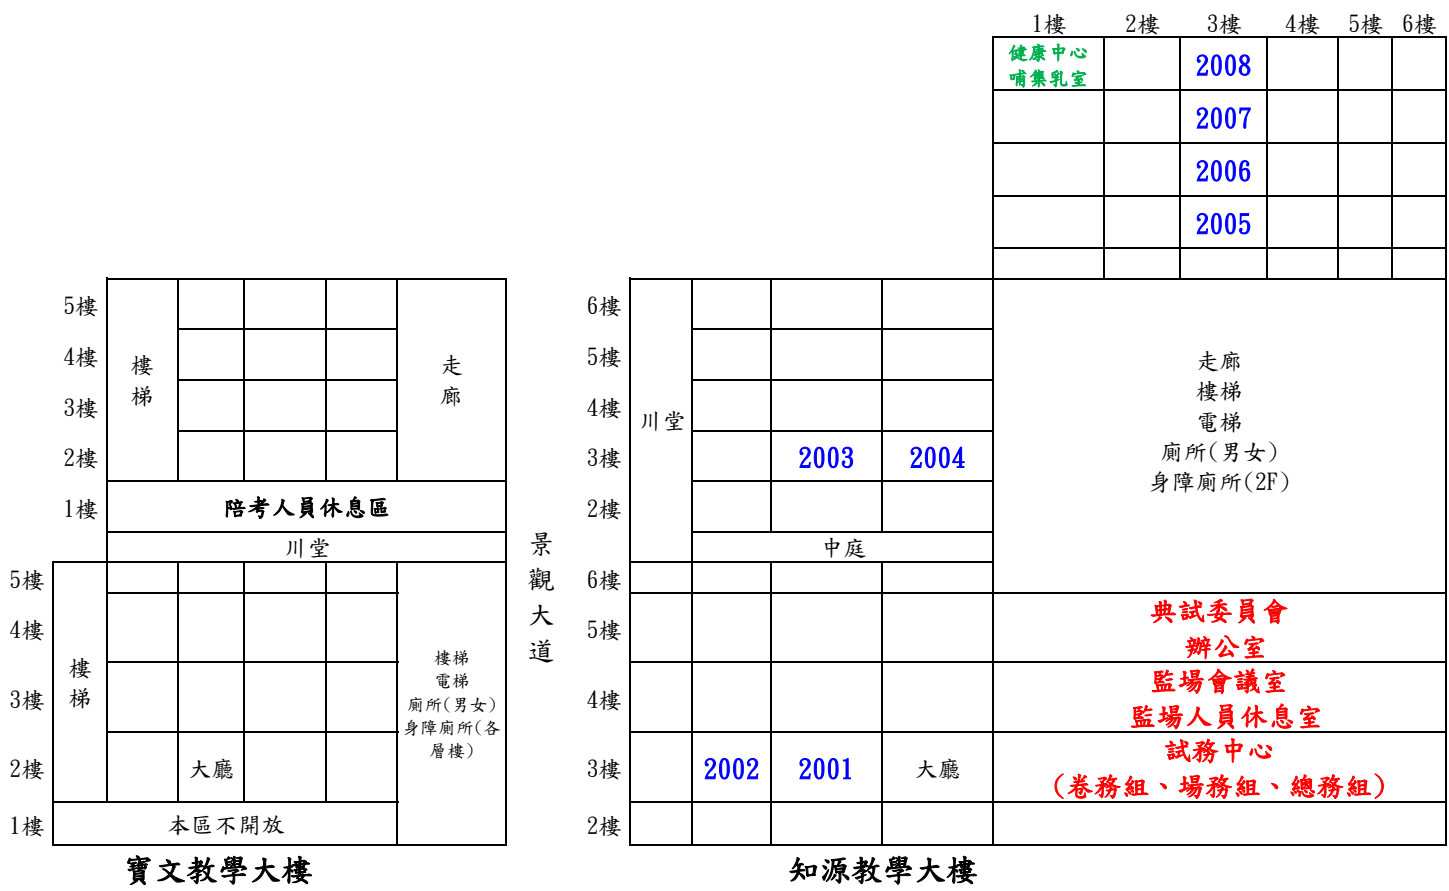 1樓 2樓 3樓 4樓 5樓 6樓
健康中心
哺集乳室
2008
2007
2006
2005
5樓
4樓
3樓
2樓
1樓
樓梯
走廊
陪考人員休息區
川堂
5樓
4樓
3樓
2樓
1樓
樓梯
大廳
樓梯
電梯
廁所(男女)
身障廁所(各
層樓)
本區不開放
寶文教學大樓
景觀大道
6樓
5樓
4樓
3樓
2樓
川堂
2003 2004
中庭
走廊
樓梯
電梯
廁所(男女)
身障廁所(2F)
6樓
5樓
4樓
3樓
2樓
典試委員會
辦公室
監場會議室
監場人員休息室
2002 2001 大廳
試務中心
(卷務組、場務組、總務組)
知源教學大樓